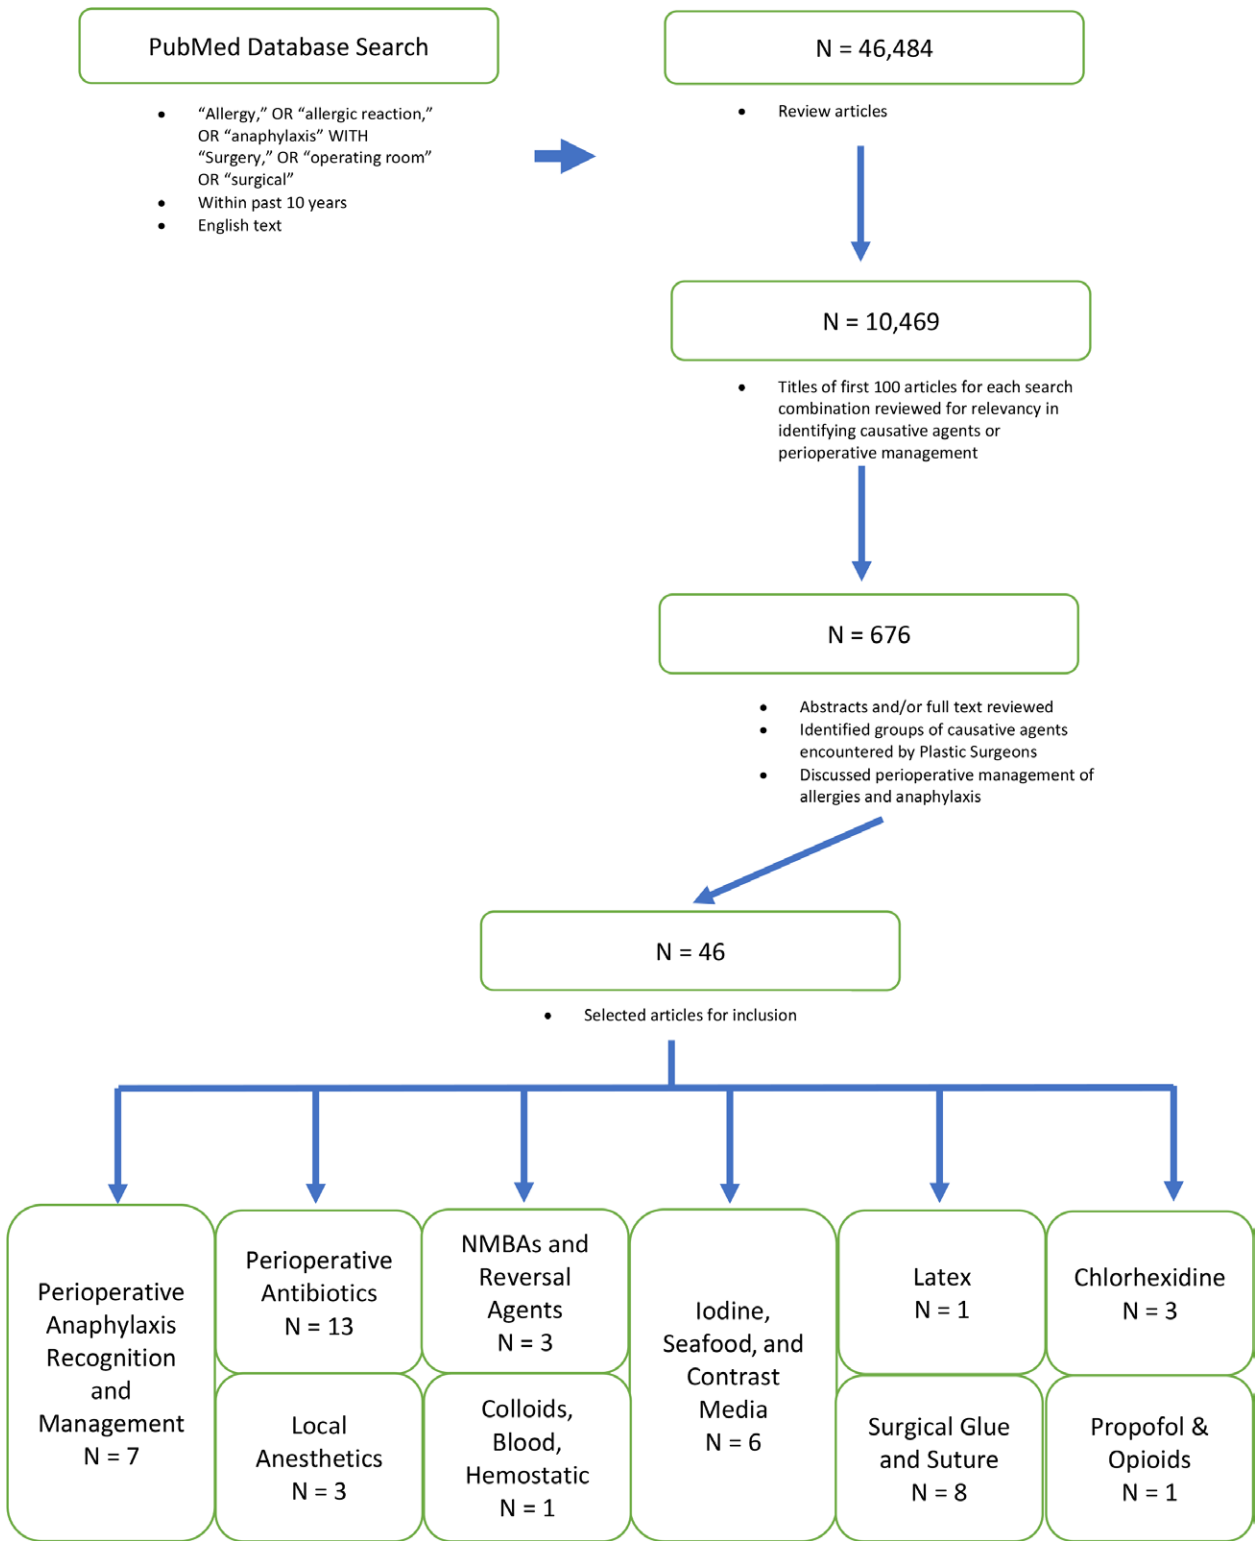 PubMed Database Search
• “Allergy,” OR “allergic reaction,”
OR “anaphylaxis” WITH
“Surgery,” OR “operating room”
OR “surgical”
• Within past 10 years
• English text
N = 46,484
• Review articles
N = 10,469
• Titles of first 100 articles for each search
combination reviewed for relevancy in
identifying causative agents or
perioperative management
N = 676
• Abstracts and/or full text reviewed
• Identified groups of causative agents
encountered by Plastic Surgeons
• Discussed perioperative management of
allergies and anaphylaxis
N = 46
• Selected articles for inclusion
Perioperative
Anaphylaxis
Recognition
and
Management
N = 7
Perioperative
Antibiotics
N = 13
Local
Anesthetics
N = 3
NMBAs and
Reversal
Agents
N = 3
Colloids,
Blood,
Hemostatic
N = 1
Iodine,
Seafood, and
Contrast
Media
N = 6
Latex
N = 1
Surgical Glue
and Suture
N = 8
Chlorhexidine
N = 3
Propofol &
Opioids
N = 1